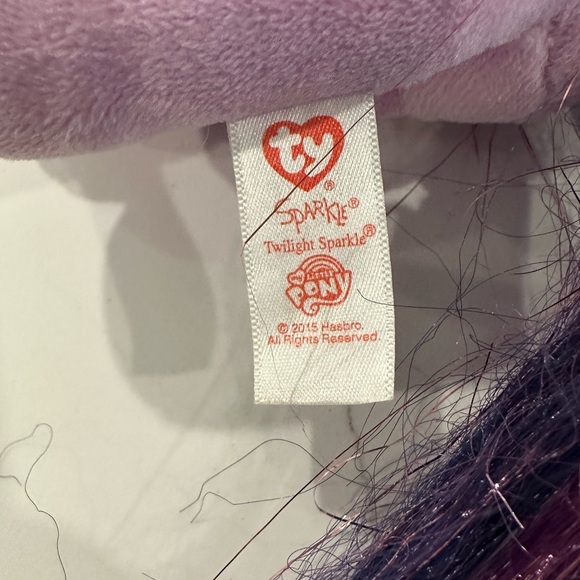 ty®
SPARKLE®
Twilight Sparkle®
MY LITTLE
PONY
© 2015 Hasbro.
All Rights Reserved.